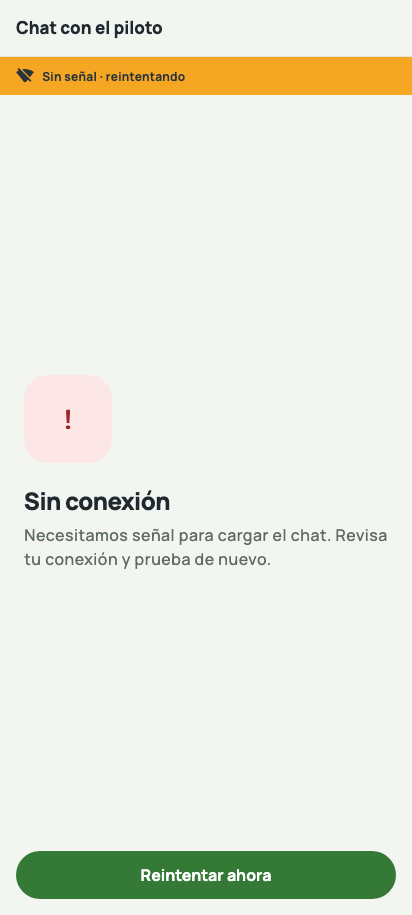 Chat con el piloto
Sin señal · reintentando
!
Sin conexión
Necesitamos señal para cargar el chat. Revisa
tu conexión y prueba de nuevo.
Reintentar ahora